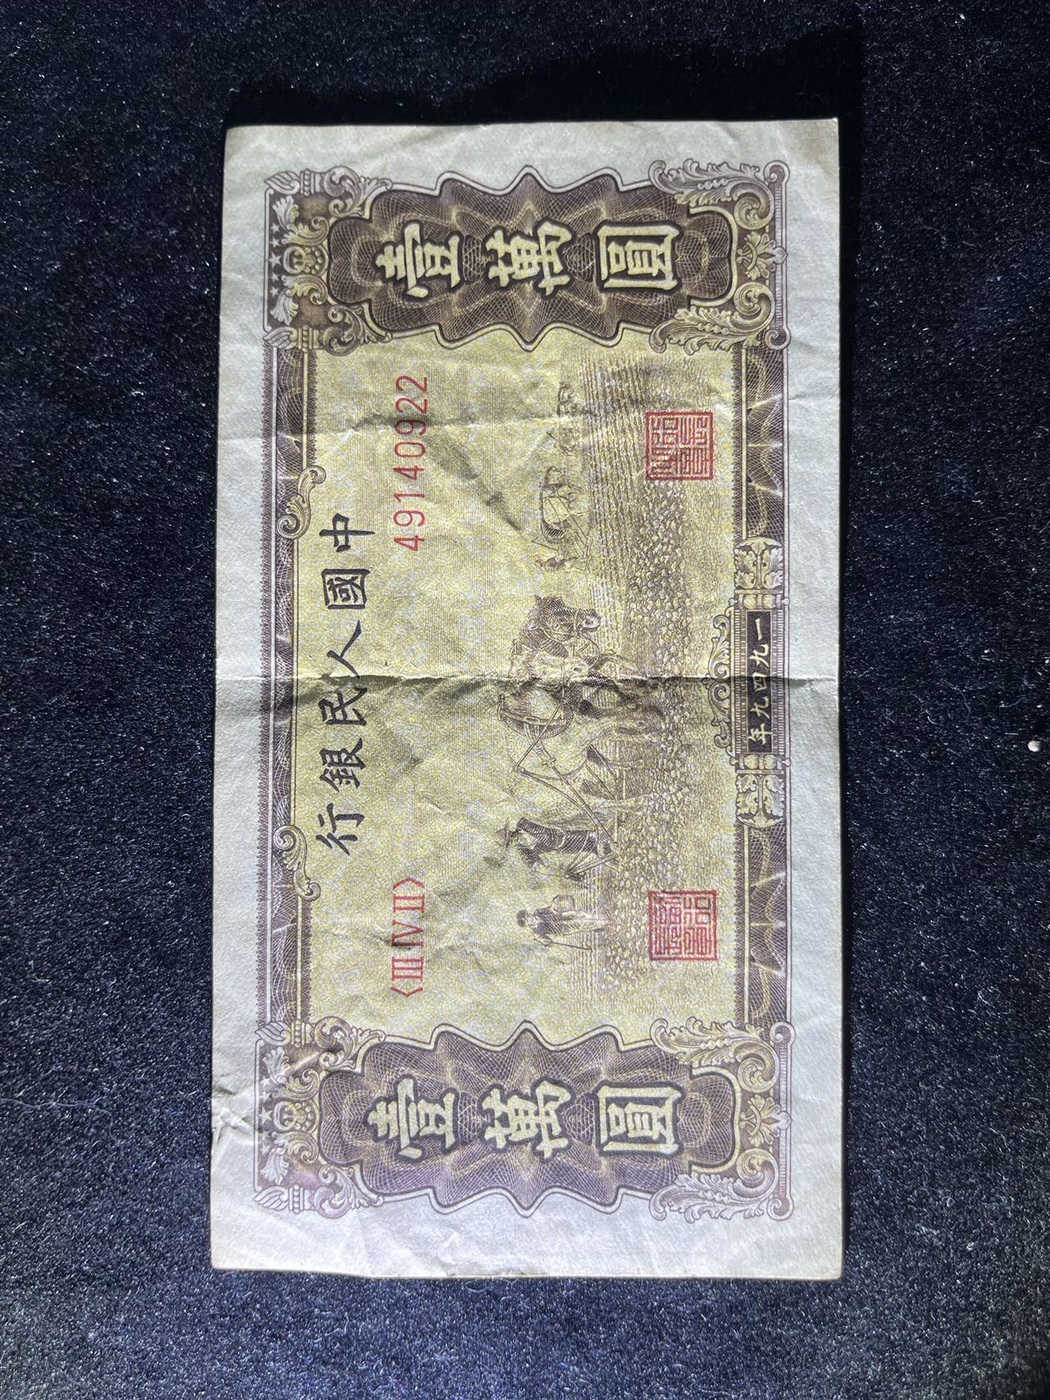 中國人民銀行
〈III IV II〉
49140922
壹萬圓
壹萬圓
一九四九年